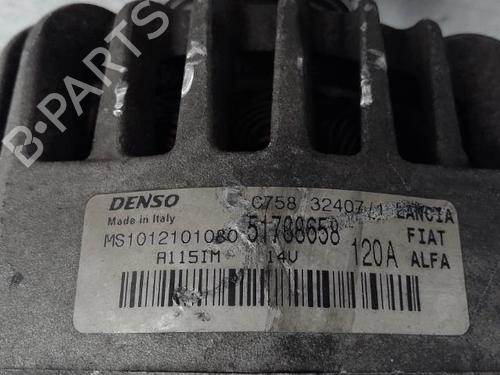 B-PARTS
DENSO C758 32407/1 LANCIA
Made in Italy
MS1012101080 51788658 FIAT
A115IM 14V 120A ALFA